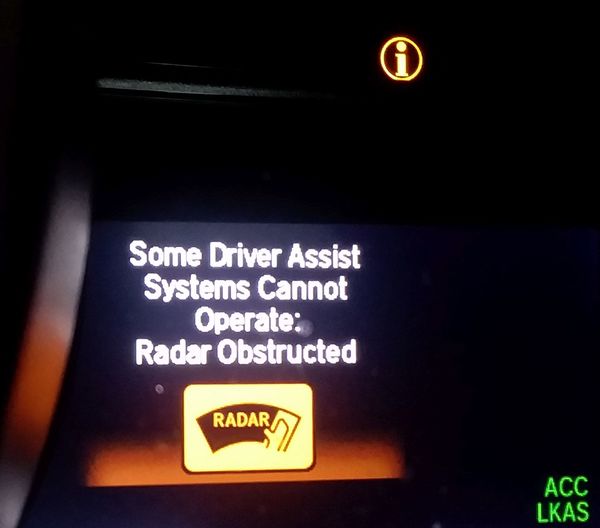 i
Some Driver Assist
Systems Cannot
Operate:
Radar Obstructed
RADAR
ACC
LKAS